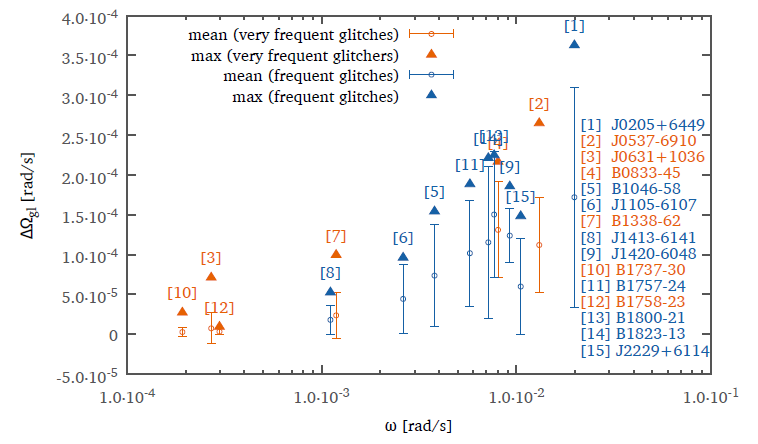 4.0·10⁻⁴
3.5·10⁻⁴
3.0·10⁻⁴
2.5·10⁻⁴
2.0·10⁻⁴
1.5·10⁻⁴
1.0·10⁻⁴
5.0·10⁻⁵
0
-5.0·10⁻⁵
ΔΩgl [rad/s]
mean (very frequent glitches)
max (very frequent glitchers)
mean (frequent glitches)
max (frequent glitches)
[1]
[2]
[13]
[11]
[9]
[5]
[15]
[6]
[7]
[3]
[8]
[10]
[12]
[1] J0205+6449
[2] J0537-6910
[3] J0631+1036
[4] B0833-45
[5] B1046-58
[6] J1105-6107
[7] B1338-62
[8] J1413-6141
[9] J1420-6048
[10] B1737-30
[11] B1757-24
[12] B1758-23
[13] B1800-21
[14] B1823-13
[15] J2229+6114
1.0·10⁻⁴
1.0·10⁻³
1.0·10⁻²
1.0·10⁻¹
ω [rad/s]